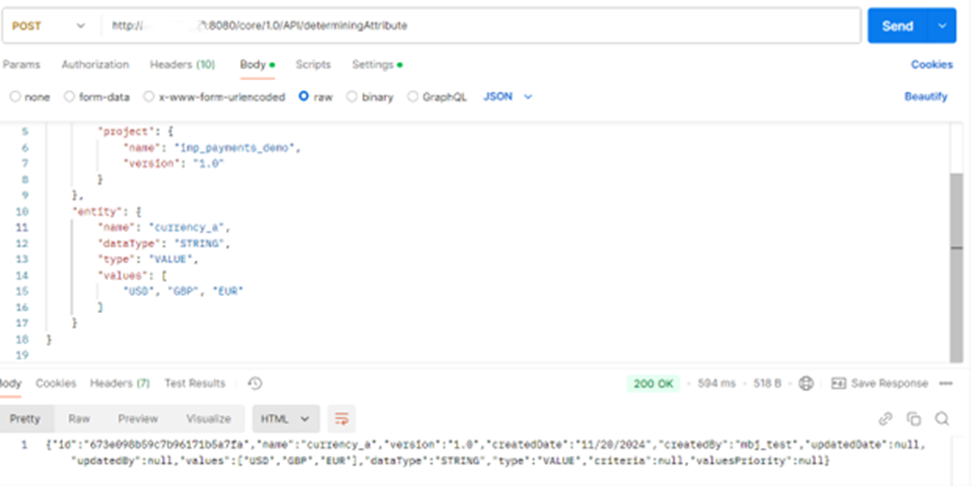 POST http:// :8080/core/1.0/API/determiningAttribute Send
Params Authorization Headers (10) Body Scripts Settings Cookies
none form-data x-www-form-urlencoded raw binary GraphQL JSON Beautify
5 "project": {
6 "name": "imp_payments_demo",
7 "version": "1.0"
8 }
9 },
10 "entity": {
11 "name": "currency_a",
12 "dataType": "STRING",
13 "type": "VALUE",
14 "values": [
15 "USD", "GBP", "EUR"
16 ]
17 }
18 }
19
Body Cookies Headers (7) Test Results 200 OK 594 ms 518 B Save Response
Pretty Raw Preview Visualize HTML
1 {"id":"673e098b59c7b96171b5a7fa","name":"currency_a","version":"1.0","createdDate":"11/20/2024","createdBy":"mbj_test","updatedDate":null,
"updatedBy":null,"values":["USD","GBP","EUR"],"dataType":"STRING","type":"VALUE","criteria":null,"valuesPriority":null}